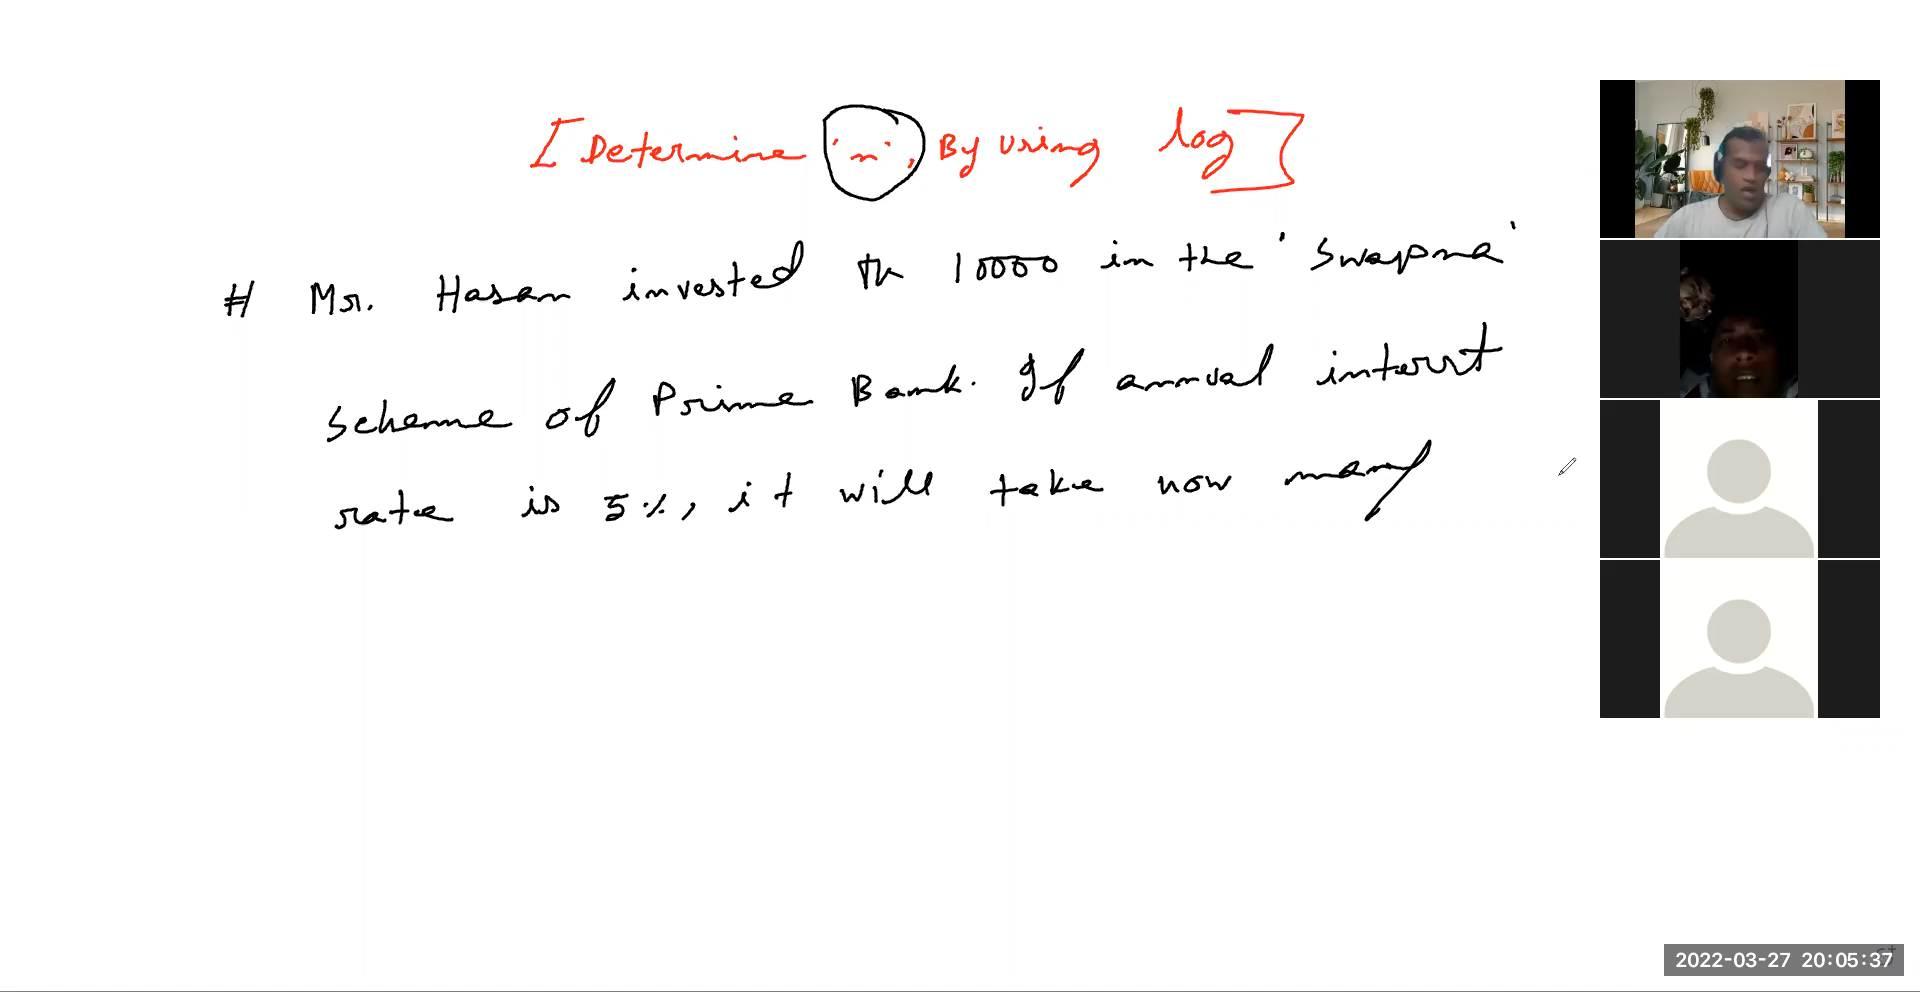 [Determine 'n', By using log]
# Mr. Hasan invested Tk 10000 in the 'Swapna'
scheme of Prime Bank. If annual interest
rate is 5%, it will take how many
2022-03-27 20:05:37